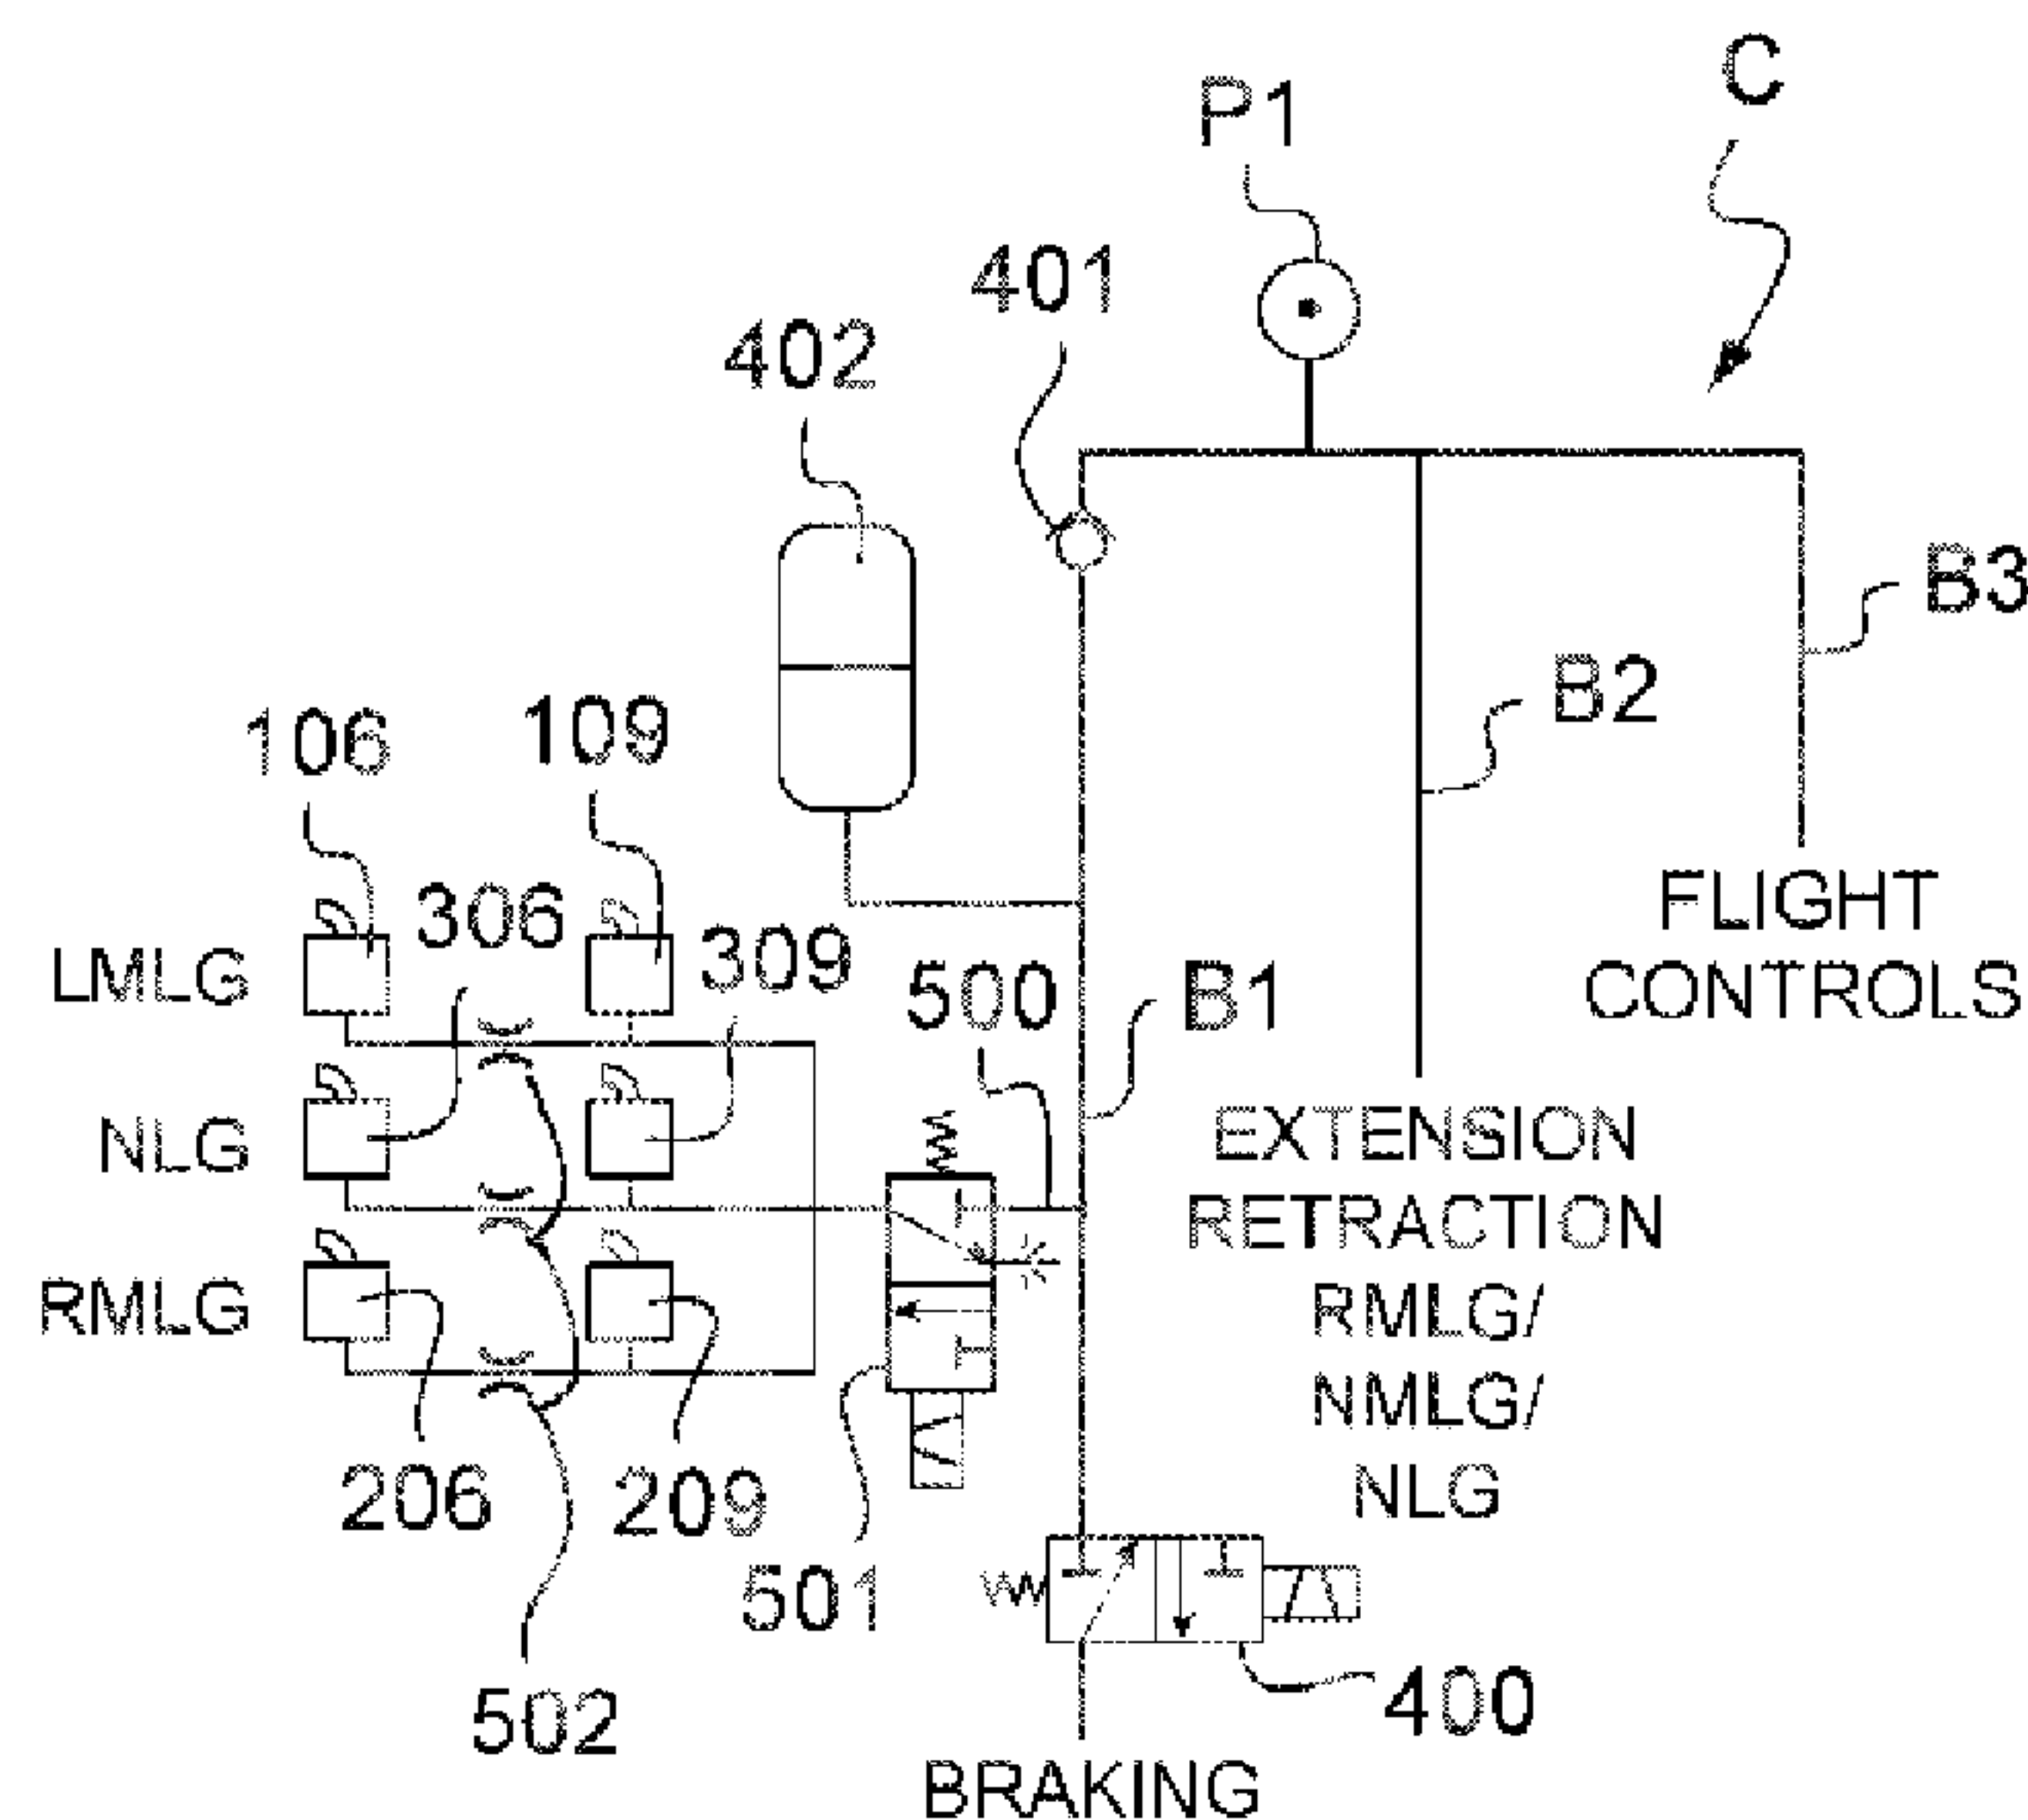 C
P1
401
402
B3
B2
106
109
306
309
500
B1
FLIGHT
CONTROLS
LMLG
NLG
RMLG
EXTENSION
RETRACTION
RMLG/
NMLG/
NLG
206
209
501
502
400
BRAKING